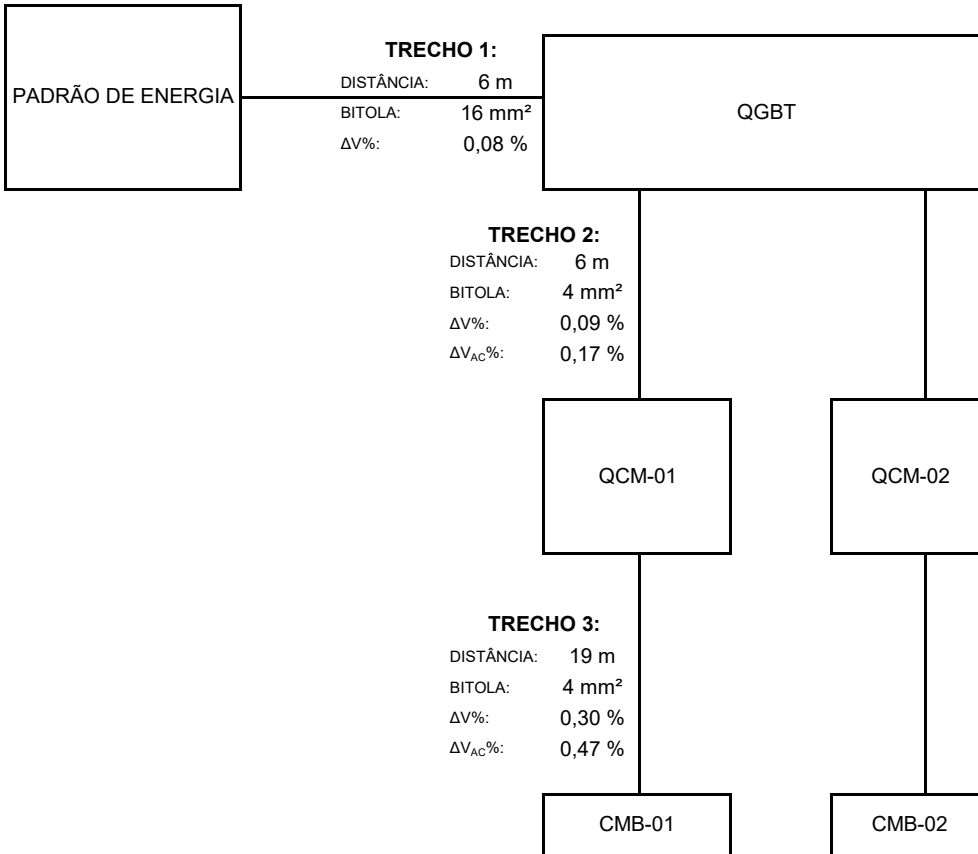 TRECHO 1:
PADRÃO DE ENERGIA
DISTÂNCIA: 6 m
BITOLA: 16 mm²
ΔV%: 0,08 %
QGBT
TRECHO 2:
DISTÂNCIA: 6 m
BITOLA: 4 mm²
ΔV%: 0,09 %
ΔV_AC%: 0,17 %
QCM-01
QCM-02
TRECHO 3:
DISTÂNCIA: 19 m
BITOLA: 4 mm²
ΔV%: 0,30 %
ΔV_AC%: 0,47 %
CMB-01
CMB-02